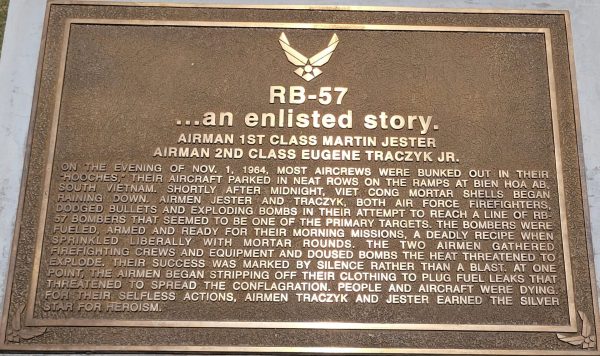 RB-57
...an enlisted story.
AIRMAN 1ST CLASS MARTIN JESTER
AIRMAN 2ND CLASS EUGENE TRACZYK JR.
ON THE EVENING OF NOV. 1, 1964, MOST AIRCREWS WERE BUNKED OUT IN THEIR
"HOOCHES," THEIR AIRCRAFT PARKED IN NEAT ROWS ON THE RAMPS AT BIEN HOA AB,
SOUTH VIETNAM. SHORTLY AFTER MIDNIGHT, VIET CONG MORTAR SHELLS BEGAN
RAINING DOWN. AIRMEN JESTER AND TRACZYK, BOTH AIR FORCE FIREFIGHTERS,
DODGED BULLETS AND EXPLODING BOMBS IN THEIR ATTEMPT TO REACH A LINE OF RB-
57 BOMBERS THAT SEEMED TO BE ONE OF THE PRIMARY TARGETS. THE BOMBERS WERE
FUELED, ARMED AND READY FOR THEIR MORNING MISSIONS, A DEADLY RECIPE WHEN
SPRINKLED LIBERALLY WITH MORTAR ROUNDS. THE TWO AIRMEN GATHERED
FIREFIGHTING CREWS AND EQUIPMENT AND DOUSED BOMBS THE HEAT THREATENED TO
EXPLODE, THEIR SUCCESS WAS MARKED BY SILENCE RATHER THAN A BLAST. AT ONE
POINT, THE AIRMEN BEGAN STRIPPING OFF THEIR CLOTHING TO PLUG FUEL LEAKS THAT
THREATENED TO SPREAD THE CONFLAGRATION. PEOPLE AND AIRCRAFT WERE DYING.
FOR THEIR SELFLESS ACTIONS, AIRMEN TRACZYK AND JESTER EARNED THE SILVER
STAR FOR HEROISM.